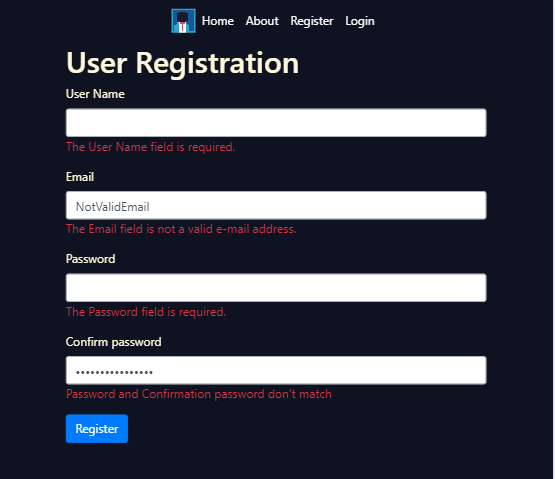 Home About Register Login
User Registration
User Name
The User Name field is required.
Email
NotValidEmail
The Email field is not a valid e-mail address.
Password
The Password field is required.
Confirm password
••••••••••••••••
Password and Confirmation password don't match
Register